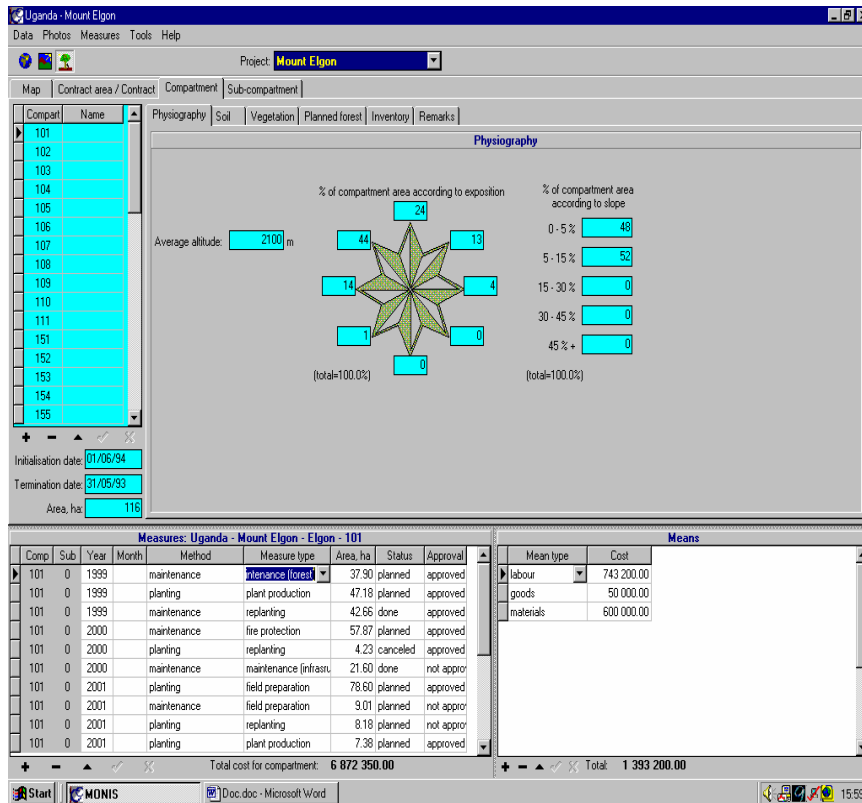 Uganda - Mount Elgon
Data Photos Measures Tools Help
Project: Mount Elgon
Map Contract area / Contract Compartment Sub-compartment
Compart Name
101
102
103
104
105
106
107
108
109
110
111
151
152
153
154
155
Initialisation date: 01/06/94
Termination date: 31/05/93
Area, ha: 116
Physiography Soil Vegetation Planned forest Inventory Remarks
Physiography
Average altitude: 2100 m
% of compartment area according to exposition
24
44 13
14 4
1 0
0
(total=100.0%)
% of compartment area
according to slope
0 - 5 % 48
5 - 15 % 52
15 - 30 % 0
30 - 45 % 0
45 % + 0
(total=100.0%)
Measures: Uganda - Mount Elgon - Elgon - 101
Comp Sub Year Month Method Measure type Area, ha Status Approval
101 0 1999 maintenance intenance (forest) 37.90 planned approved
101 0 1999 planting plant production 47.18 planned approved
101 0 1999 maintenance replanting 42.66 done approved
101 0 2000 maintenance fire protection 57.87 planned approved
101 0 2000 planting replanting 4.23 canceled approved
101 0 2000 maintenance maintenance (infrasru 21.60 done not approv
101 0 2001 planting field preparation 78.60 planned approved
101 0 2001 maintenance field preparation 9.01 planned not approv
101 0 2001 planting replanting 8.18 planned not approv
101 0 2001 planting plant production 7.38 planned approved
Total cost for compartment: 6 872 350.00
Means
Mean type Cost
labour 743 200.00
goods 50 000.00
materials 600 000.00
Total: 1 393 200.00
Start MONIS Doc.doc - Microsoft Word